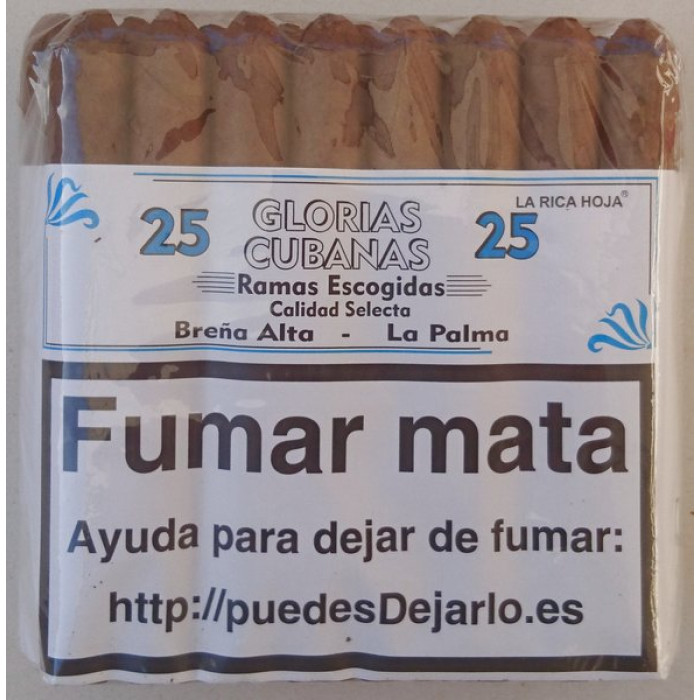 LA RICA HOJA®
25 GLORIAS 25
CUBANAS
Ramas Escogidas
Calidad Selecta
Breña Alta - La Palma
Fumar mata
Ayuda para dejar de fumar:
http://puedesDejarlo.es